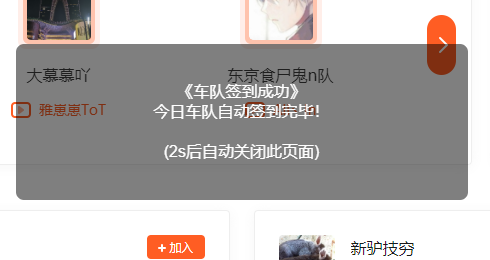 大慕慕吖
东京食尸鬼n队
雅崽崽ToT
《车队签到成功》
今日车队自动签到完毕!
(2s后自动关闭此页面)
+ 加入
新驴技穷